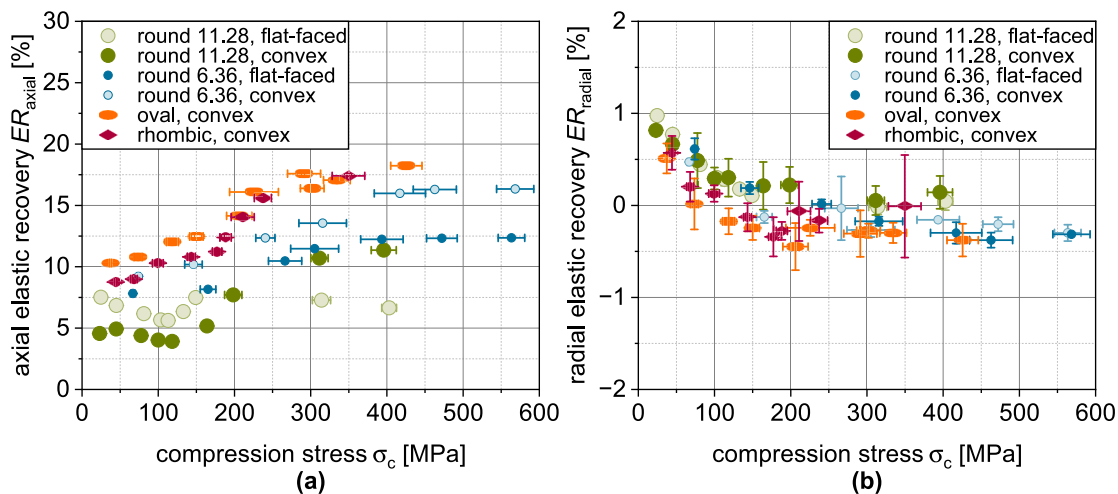 30
25
20
15
10
5
0
axial elastic recovery ER_axial [%]
round 11.28, flat-faced
round 11.28, convex
round 6.36, flat-faced
round 6.36, convex
oval, convex
rhombic, convex
0 100 200 300 400 500 600
compression stress σ_c [MPa]
(a)
2
1
0
−1
−2
radial elastic recovery ER_radial [%]
round 11.28, flat-faced
round 11.28, convex
round 6.36, flat-faced
round 6.36, convex
oval, convex
rhombic, convex
0 100 200 300 400 500 600
compression stress σ_c [MPa]
(b)